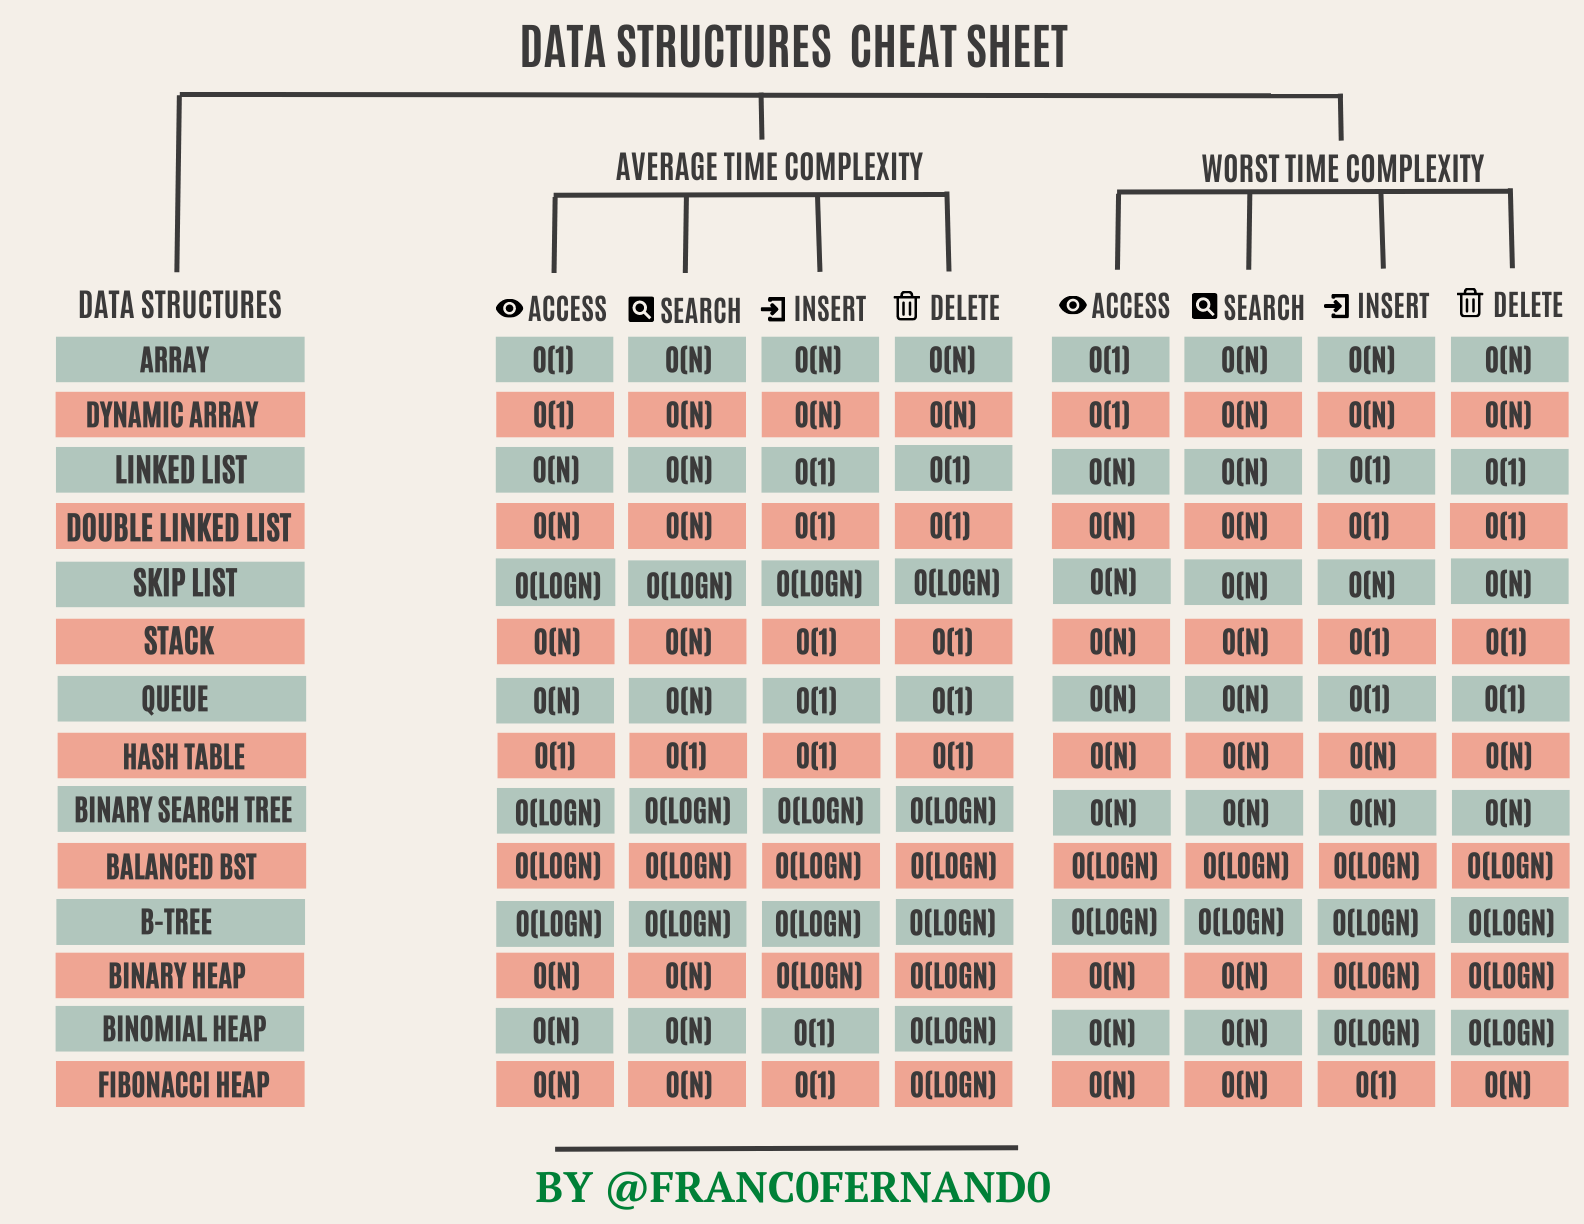 DATA STRUCTURES CHEAT SHEET
AVERAGE TIME COMPLEXITY WORST TIME COMPLEXITY
DATA STRUCTURES ACCESS SEARCH INSERT DELETE ACCESS SEARCH INSERT DELETE
ARRAY O(1) O(N) O(N) O(N) O(1) O(N) O(N) O(N)
DYNAMIC ARRAY O(1) O(N) O(N) O(N) O(1) O(N) O(N) O(N)
LINKED LIST O(N) O(N) O(1) O(1) O(N) O(N) O(1) O(1)
DOUBLE LINKED LIST O(N) O(N) O(1) O(1) O(N) O(N) O(1) O(1)
SKIP LIST O(LOGN) O(LOGN) O(LOGN) O(LOGN) O(N) O(N) O(N) O(N)
STACK O(N) O(N) O(1) O(1) O(N) O(N) O(1) O(1)
QUEUE O(N) O(N) O(1) O(1) O(N) O(N) O(1) O(1)
HASH TABLE O(1) O(1) O(1) O(1) O(N) O(N) O(N) O(N)
BINARY SEARCH TREE O(LOGN) O(LOGN) O(LOGN) O(LOGN) O(N) O(N) O(N) O(N)
BALANCED BST O(LOGN) O(LOGN) O(LOGN) O(LOGN) O(LOGN) O(LOGN) O(LOGN) O(LOGN)
B-TREE O(LOGN) O(LOGN) O(LOGN) O(LOGN) O(LOGN) O(LOGN) O(LOGN) O(LOGN)
BINARY HEAP O(N) O(N) O(LOGN) O(LOGN) O(N) O(N) O(LOGN) O(LOGN)
BINOMIAL HEAP O(N) O(N) O(1) O(LOGN) O(N) O(N) O(LOGN) O(LOGN)
FIBONACCI HEAP O(N) O(N) O(1) O(LOGN) O(N) O(N) O(1) O(N)
BY @FRANC0FERNAND0